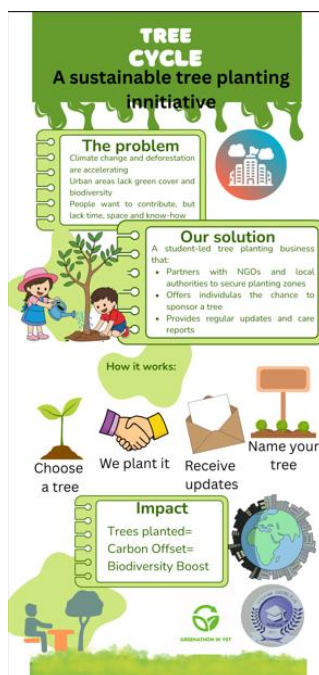 TREE
CYCLE
A sustainable tree planting
innitiative
The problem
Climate change and deforestation
are accelerating
Urban areas lack green cover and
biodiversity
People want to contribute, but
lack time, space and know-how
Our solution
A student-led tree planting business
that:
• Partners with NGOs and local
authorities to secure planting zones
• Offers individulas the chance to
sponsor a tree
• Provides regular updates and care
reports
How it works:
Choose
a tree
We plant it
Receive
updates
Name your
tree
Impact
Trees planted=
Carbon Offset=
Biodiversity Boost
GREENATHON IN VET